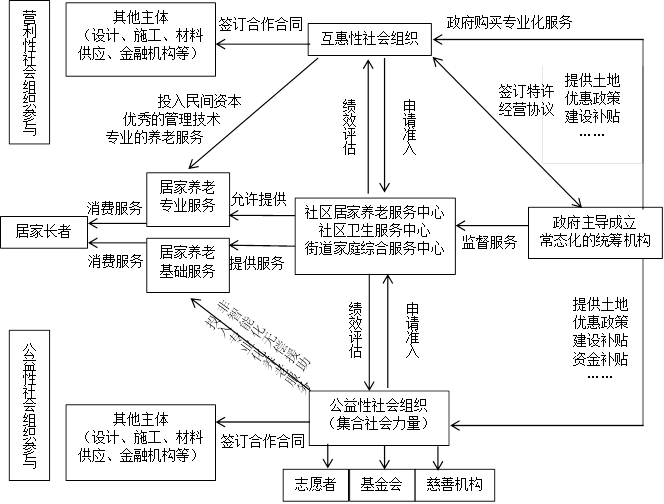 营利性社会组织参与
其他主体
（设计、施工、材料
供应、金融机构等）
签订合作合同
互惠性社会组织
政府购买专业化服务
投入民间资本
优秀的管理技术
专业的养老服务
绩效评估
申请准入
签订特许
经营协议
提供土地
优惠政策
建设补贴
……
居家长者
消费服务
消费服务
居家养老
专业服务
居家养老
基础服务
允许提供
提供服务
社区居家养老服务中心
社区卫生服务中心
街道家庭综合服务中心
监督服务
政府主导成立
常态化的统筹机构
绩效评估
申请准入
提供土地
优惠政策
建设补贴
资金补贴
……
公益性社会组织参与
其他主体
（设计、施工、材料
供应、金融机构等）
签订合作合同
公益性社会组织
（集合社会力量）
志愿者
基金会
慈善机构